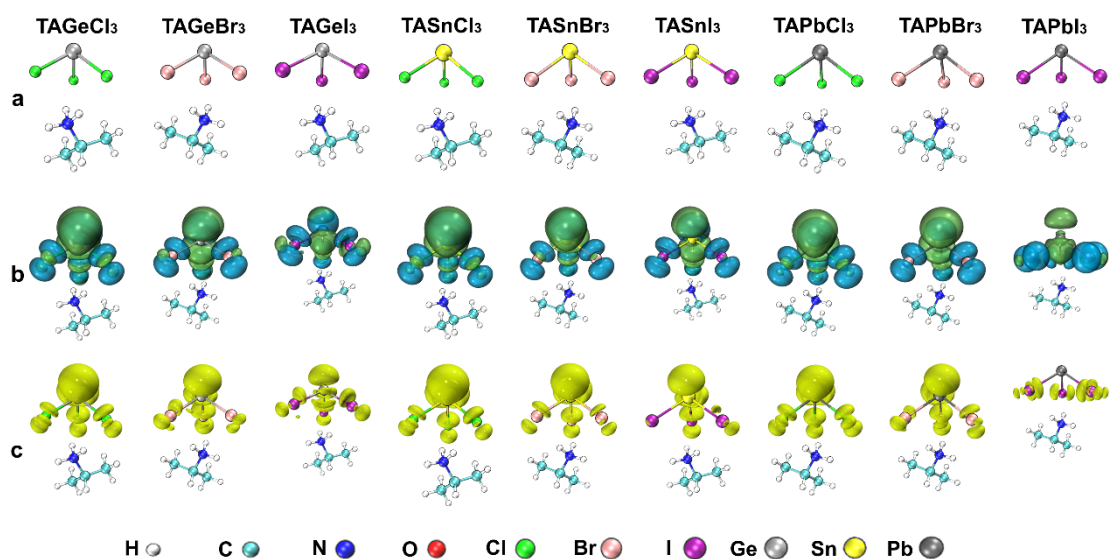 TAGeCl₃ TAGeBr₃ TAGeI₃ TASnCl₃ TASnBr₃ TASnI₃ TAPbCl₃ TAPbBr₃ TAPbI₃
a
b
c
H C N O Cl Br I Ge Sn Pb